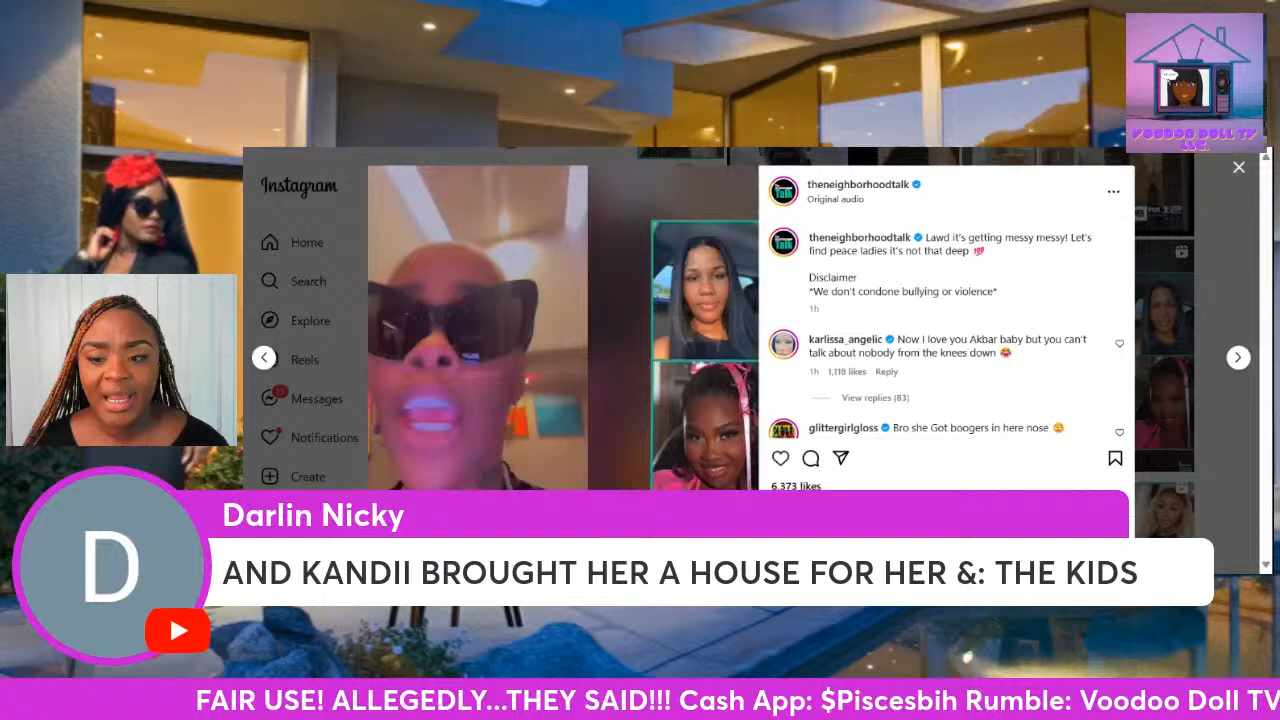 VOODOO DOLL TV
LLC.
Instagram
Home
Search
Explore
Reels
15
Messages
Notifications
Create
theneighborhoodtalk
Original audio
theneighborhoodtalk Lawd it's getting messy messy! Let's
find peace ladies it's not that deep 💯
Disclaimer
*We don't condone bullying or violence*
1h
karlissa_angelic Now I love you Akbar baby but you can't
talk about nobody from the knees down 🤣
1h 1,118 likes Reply
View replies (83)
glittergirlgloss Bro she Got boogers in here nose 😩
6,373 likes
D
Darlin Nicky
AND KANDII BROUGHT HER A HOUSE FOR HER &: THE KIDS
FAIR USE! ALLEGEDLY...THEY SAID!!! Cash App: $Piscesbih Rumble: Voodoo Doll TV